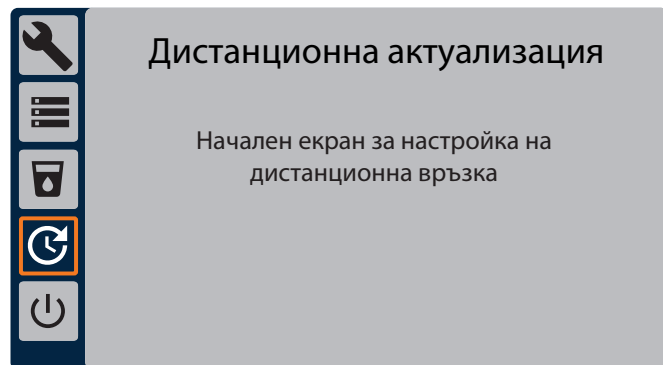 Дистанционна актуализация
Начален екран за настройка на
дистанционна връзка